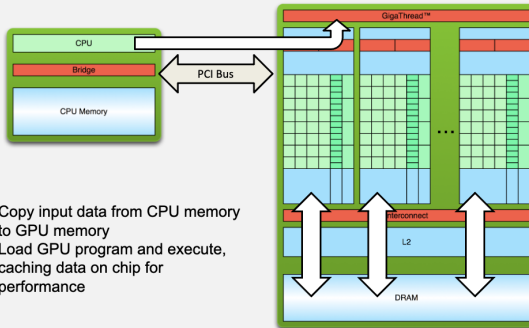 GigaThread™
CPU
Bridge
PCI Bus
CPU Memory
...
Copy input data from CPU memory
to GPU memory
Load GPU program and execute,
caching data on chip for
performance
Interconnect
L2
DRAM